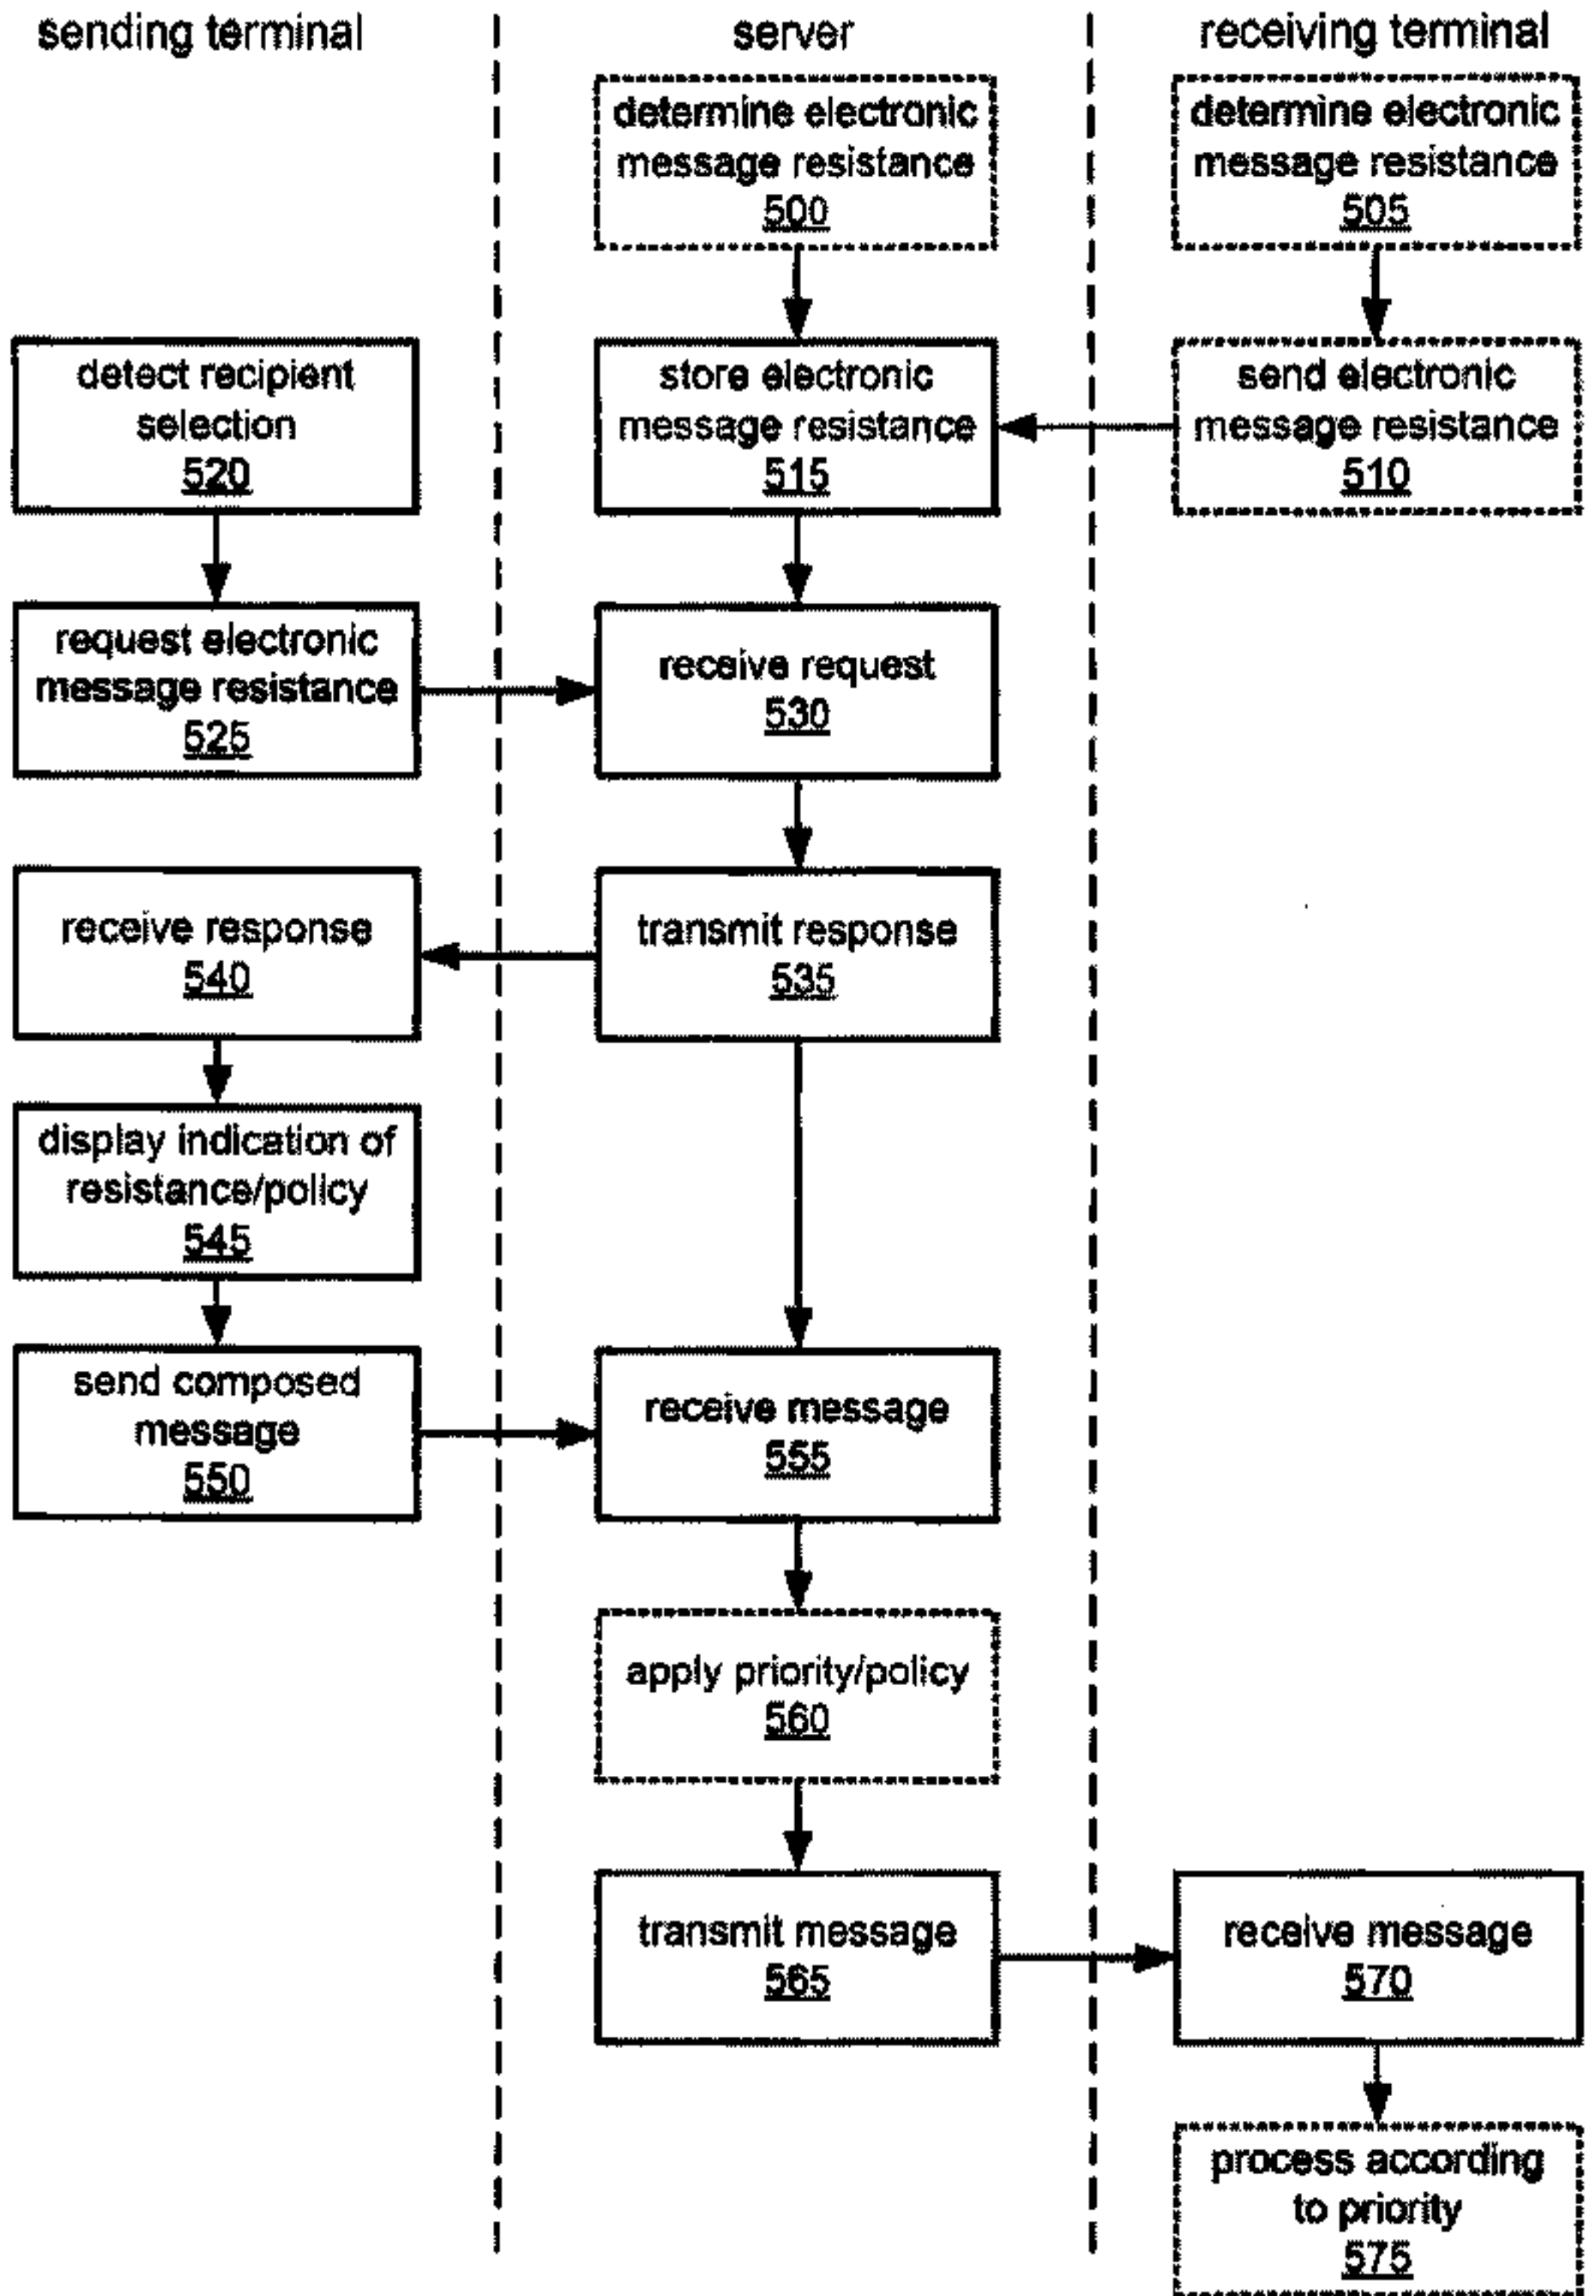 sending terminal
server
receiving terminal
determine electronic
message resistance
500
determine electronic
message resistance
505
detect recipient
selection
520
store electronic
message resistance
515
send electronic
message resistance
510
request electronic
message resistance
525
receive request
530
receive response
540
transmit response
535
display indication of
resistance/policy
545
send composed
message
550
receive message
555
apply priority/policy
560
transmit message
565
receive message
570
process according
to priority
575